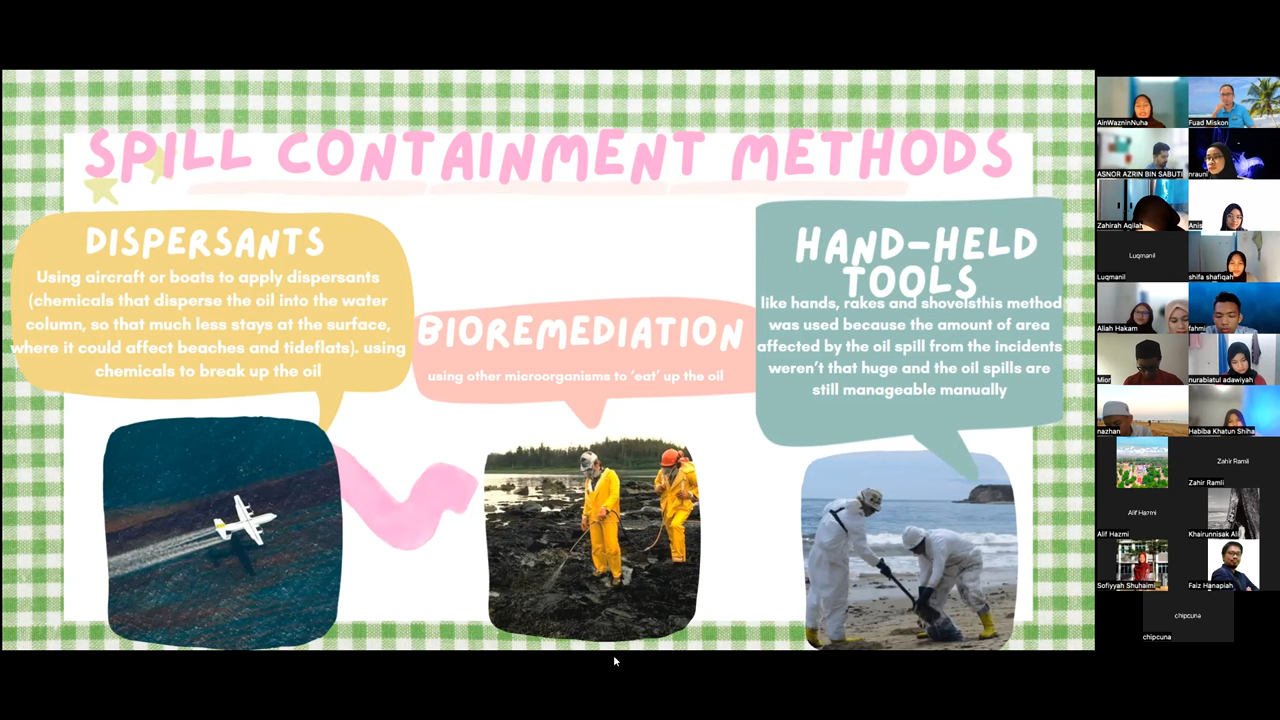 SPILL CONTAINMENT METHODS
DISPERSANTS
Using aircraft or boats to apply dispersants
(chemicals that disperse the oil into the water
column, so that much less stays at the surface,
where it could affect beaches and tideflats). using
chemicals to break up the oil
BIOREMEDIATION
using other microorganisms to ‘eat’ up the oil
HAND-HELD
TOOLS
like hands, rakes and shovelsthis method
was used because the amount of area
affected by the oil spill from the incidents
weren’t that huge and the oil spills are
still manageable manually
AinWazninNuha
Fuad Miskon
ASNOR AZRIN BIN SABUTI
nrauni
Zahirah Aqilah
Anis
Luqmanil
Luqmanil
shifa shafiqah
Aliah Hakam
fahmi
Mior
nurabiatul adawiyah
nazhan
Habiba Khatun Shiha
Zahir Ramli
Zahir Ramli
Alif Hazmi
Alif Hazmi
Khairunnisak Ali
Sofiyyah Shuhaimi
Faiz Hanapiah
chipcuna
chipcuna